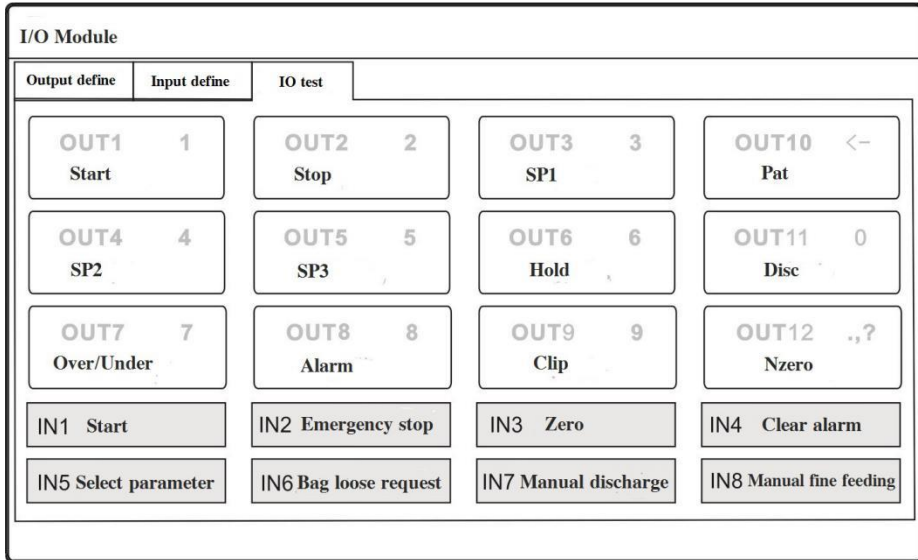 I/O Module
Output define Input define IO test
OUT1 1 OUT2 2 OUT3 3 OUT10 <-
Start Stop SP1 Pat
OUT4 4 OUT5 5 OUT6 6 OUT11 0
SP2 SP3 Hold Disc
OUT7 7 OUT8 8 OUT9 9 OUT12 .,?
Over/Under Alarm Clip Nzero
IN1 Start IN2 Emergency stop IN3 Zero IN4 Clear alarm
IN5 Select parameter IN6 Bag loose request IN7 Manual discharge IN8 Manual fine feeding